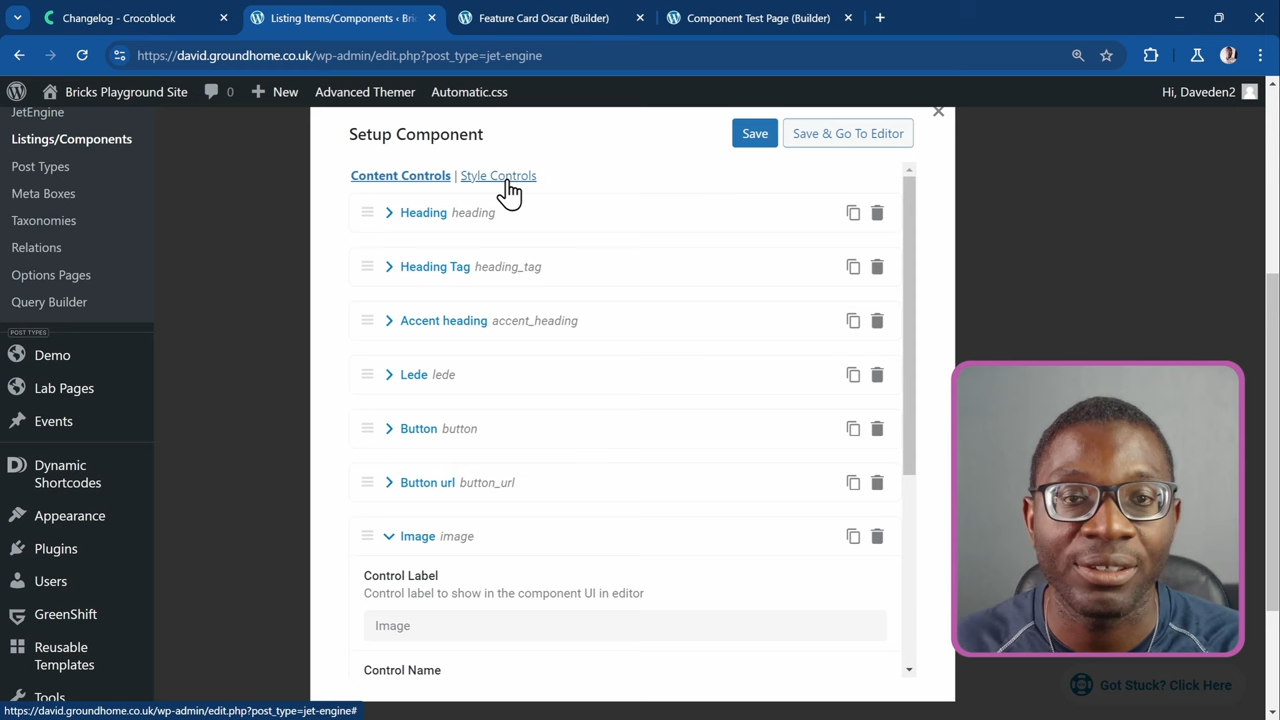 Changelog - Crocoblock
Listing Items/Components ‹ Bric
Feature Card Oscar (Builder)
Component Test Page (Builder)
https://david.groundhome.co.uk/wp-admin/edit.php?post_type=jet-engine
Bricks Playground Site
0
New
Advanced Themer
Automatic.css
Hi, Daveden2
JetEngine
Listings/Components
Post Types
Meta Boxes
Taxonomies
Relations
Options Pages
Query Builder
POST TYPES
Demo
Lab Pages
Events
Dynamic
Shortcodes
Appearance
Plugins
Users
GreenShift
Reusable
Templates
Tools
Setup Component
Save
Save & Go To Editor
Content Controls | Style Controls
Heading heading
Heading Tag heading_tag
Accent heading accent_heading
Lede lede
Button button
Button url button_url
Image image
Control Label
Control label to show in the component UI in editor
Image
Control Name
Got Stuck? Click Here
https://david.groundhome.co.uk/wp-admin/edit.php?post_type=jet-engine#